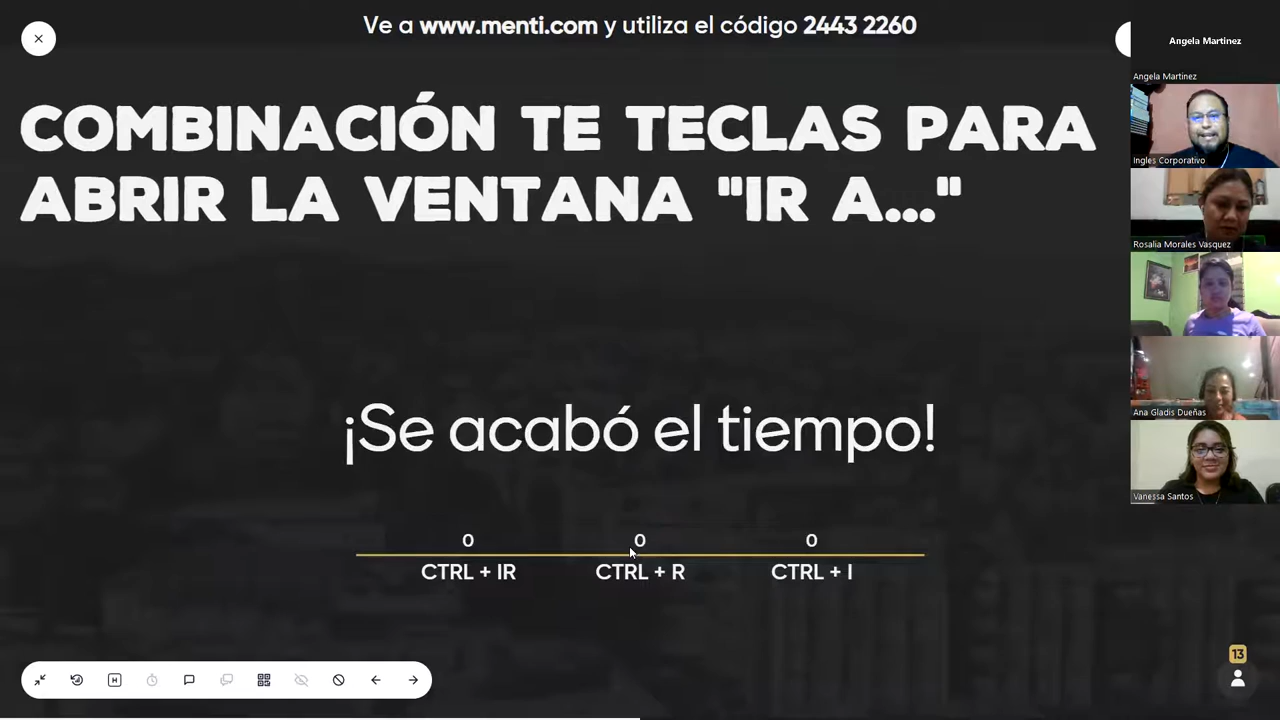 Ve a www.menti.com y utiliza el código 2443 2260
COMBINACIÓN TE TECLAS PARA
ABRIR LA VENTANA "IR A..."
¡Se acabó el tiempo!
0 0 0
CTRL + IR CTRL + R CTRL + I
13
Angela Martinez
Angela Martinez
Ingles Corporativo
Rosalia Morales Vasquez
Ana Gladis Dueñas
Vanessa Santos